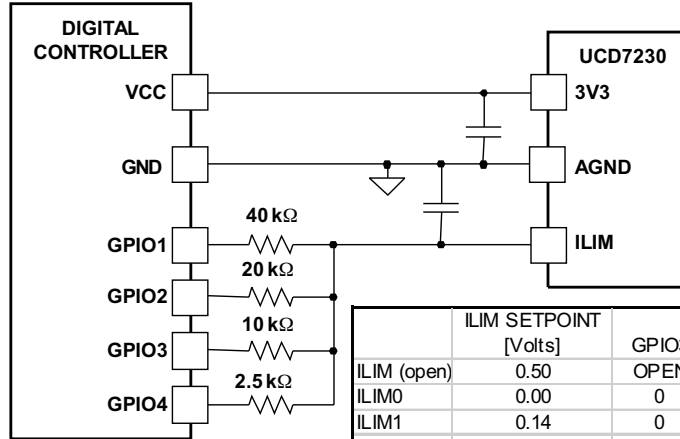 DIGITAL
CONTROLLER
UCD7230
VCC
3V3
GND
AGND
40 kΩ
GPIO1
ILIM
20 kΩ
GPIO2
10 kΩ
GPIO3
2.5 kΩ
GPIO4
ILIM SETPOINT
[Volts]
ILIM (open) 0.50 OPEN
ILIM0 0.00 0
ILIM1 0.14 0